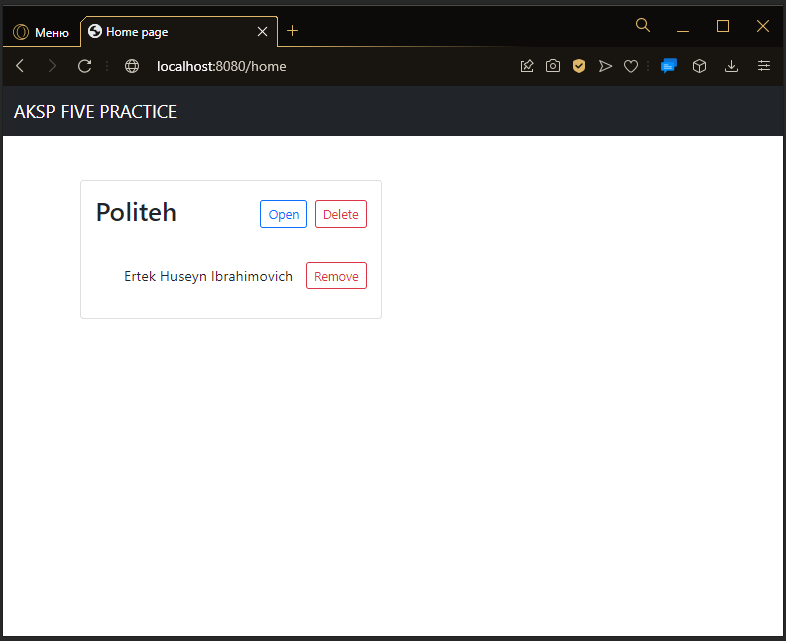 Меню Home page
localhost:8080/home
AKSP FIVE PRACTICE
Politeh Open Delete
Ertek Huseyn Ibrahimovich Remove